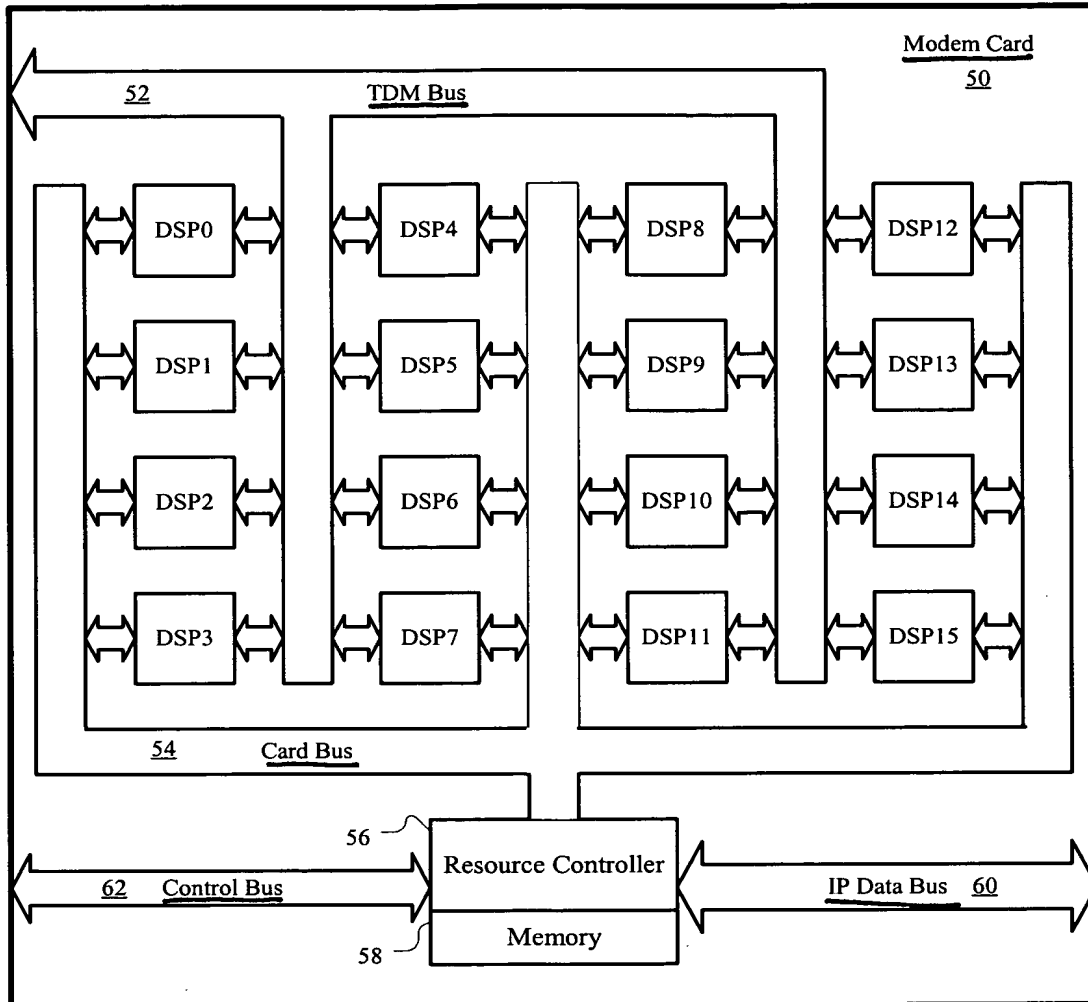 Modem Card
50
52 TDM Bus
DSP0 DSP4 DSP8 DSP12
DSP1 DSP5 DSP9 DSP13
DSP2 DSP6 DSP10 DSP14
DSP3 DSP7 DSP11 DSP15
54 Card Bus
56
Resource Controller
62 Control Bus
IP Data Bus 60
Memory
58